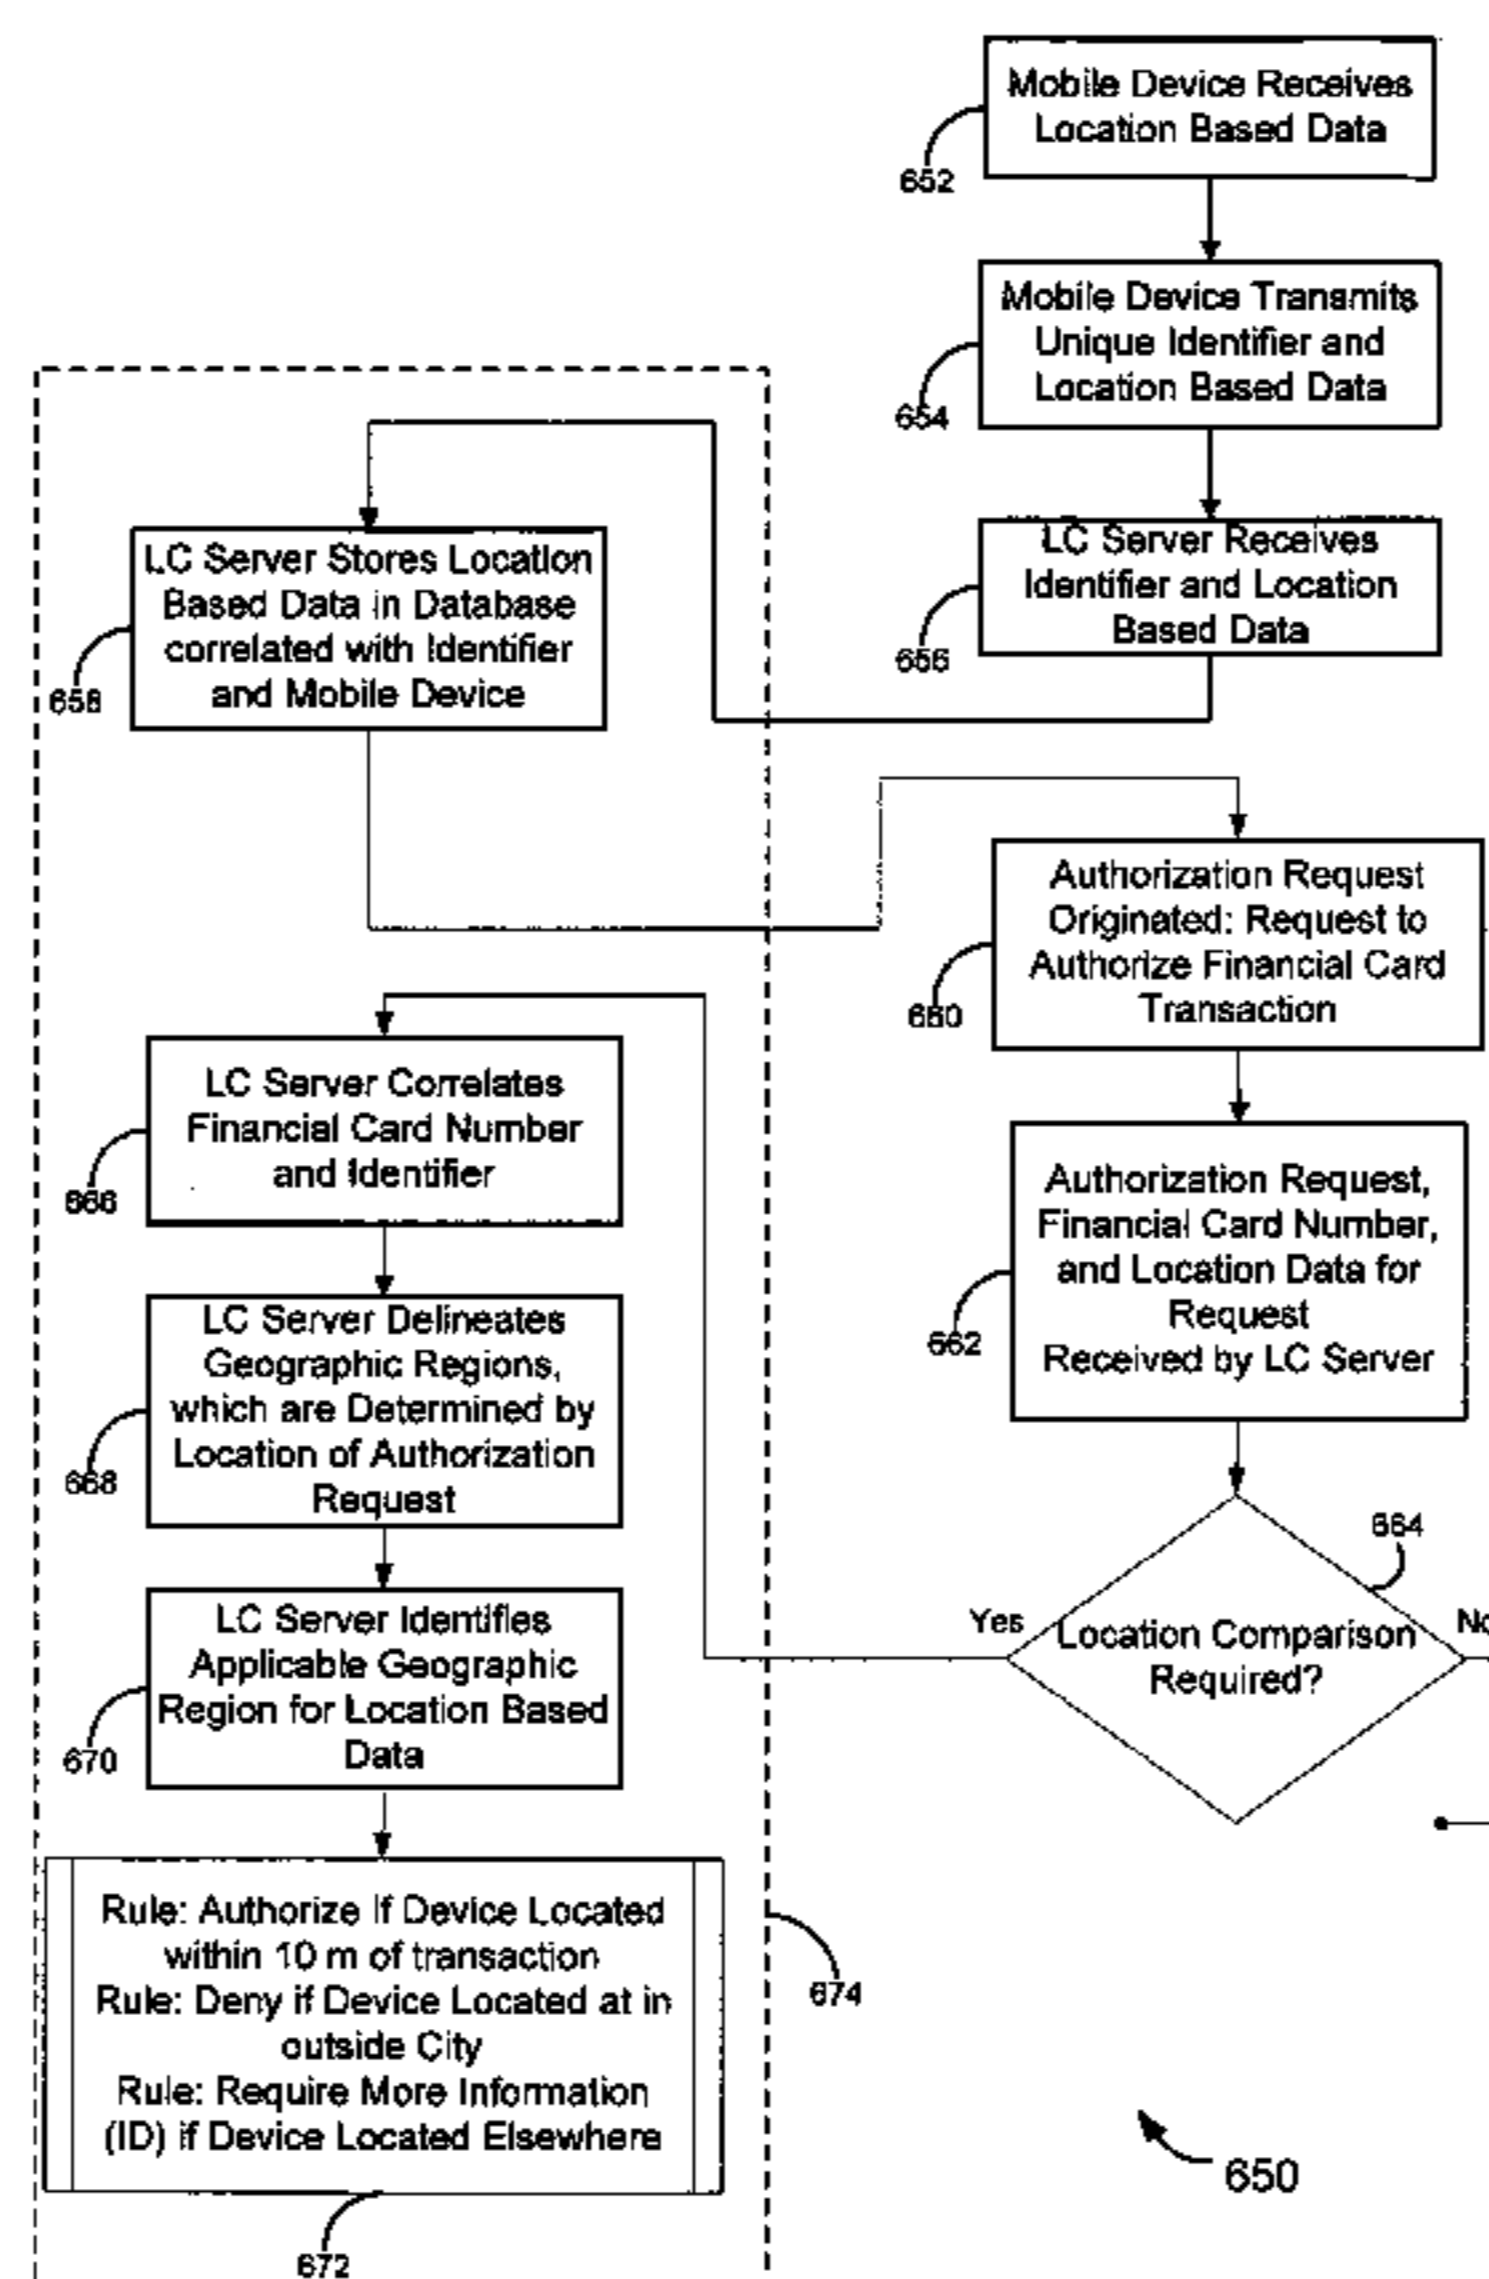 Mobile Device Receives
Location Based Data
652
Mobile Device Transmits
Unique Identifier and
Location Based Data
654
LC Server Receives
Identifier and Location
Based Data
656
LC Server Stores Location
Based Data in Database
correlated with Identifier
and Mobile Device
658
Authorization Request
Originated: Request to
Authorize Financial Card
Transaction
660
Authorization Request,
Financial Card Number,
and Location Data for
Request
Received by LC Server
662
664
Location Comparison
Required?
Yes
No
LC Server Correlates
Financial Card Number
and Identifier
666
LC Server Delineates
Geographic Regions,
which are Determined by
Location of Authorization
Request
668
LC Server Identifies
Applicable Geographic
Region for Location Based
Data
670
Rule: Authorize If Device Located
within 10 m of transaction
Rule: Deny if Device Located at in
outside City
Rule: Require More Information
(ID) if Device Located Elsewhere
672
674
650